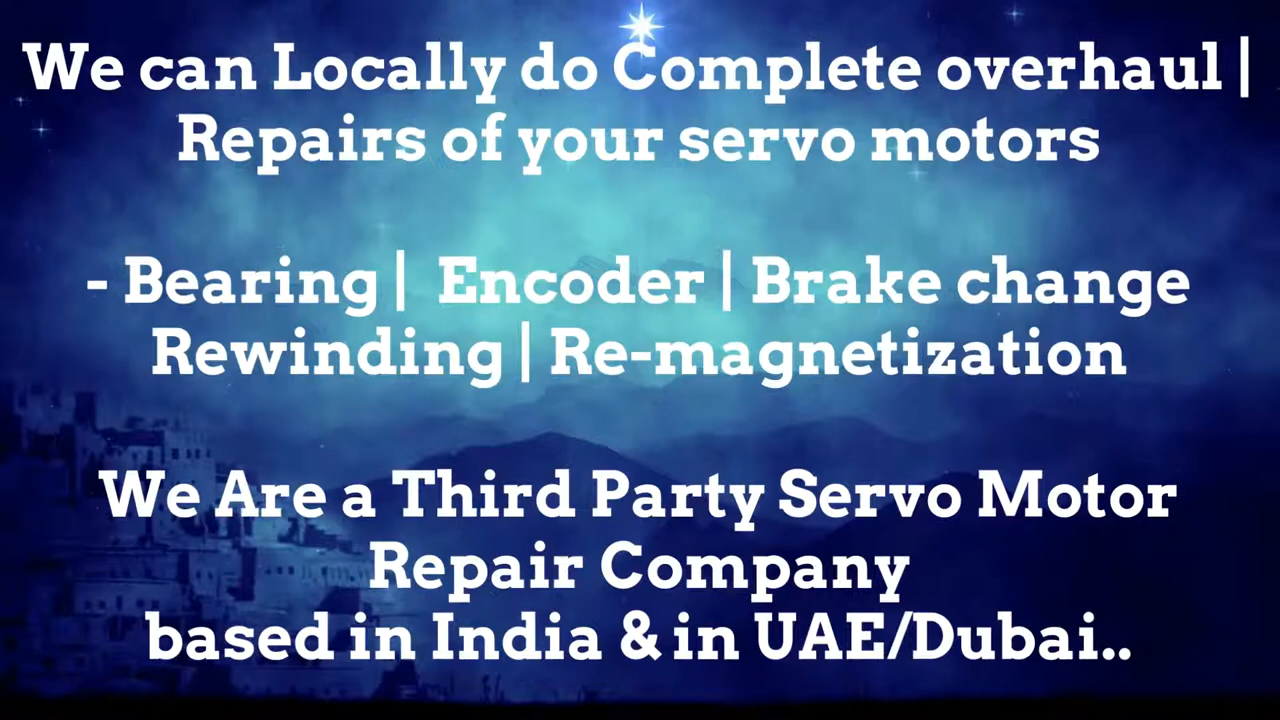 We can Locally do Complete overhaul |
Repairs of your servo motors
- Bearing | Encoder | Brake change
Rewinding | Re-magnetization
We Are a Third Party Servo Motor
Repair Company
based in India & in UAE/Dubai..